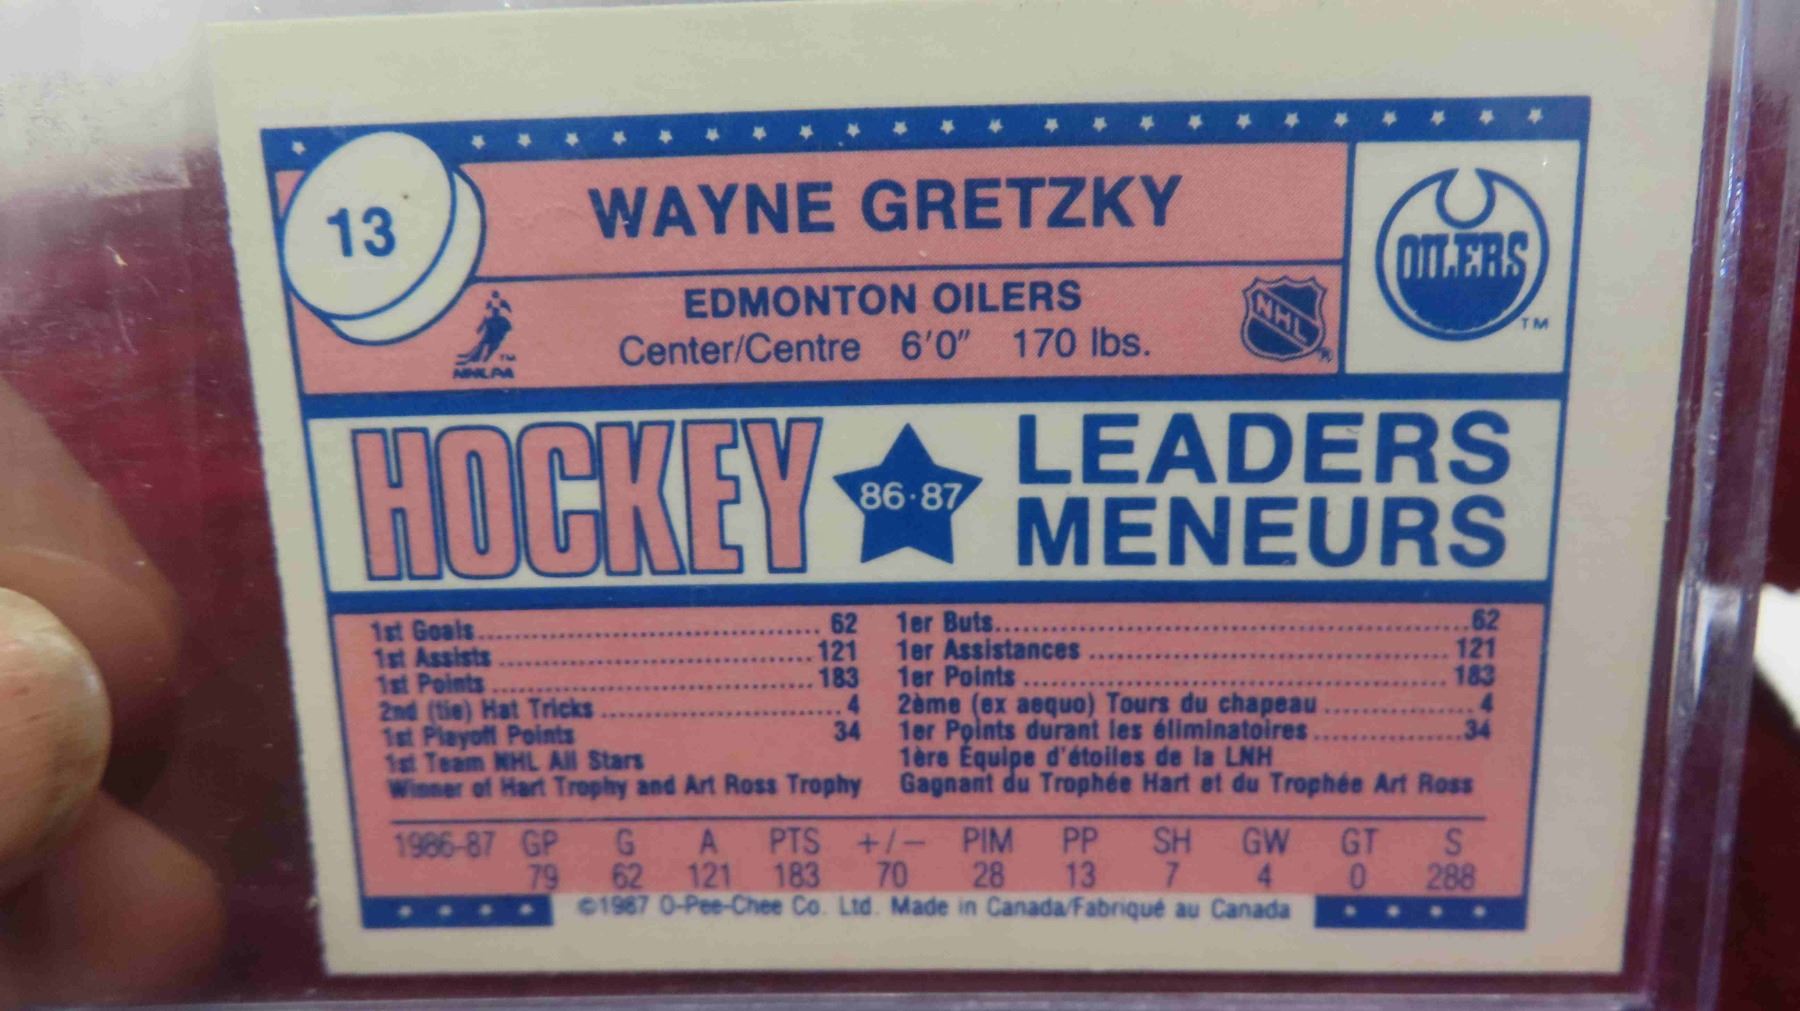 13
WAYNE GRETZKY
OILERS
TM
EDMONTON OILERS
Center/Centre 6'0" 170 lbs.
TM
NHLPA
NHL
®
HOCKEY
86·87
LEADERS
MENEURS
1st Goals.......... 62
1st Assists.......... 121
1st Points.......... 183
2nd (tie) Hat Tricks.......... 4
1st Playoff Points 34
1st Team NHL All Stars
Winner of Hart Trophy and Art Ross Trophy
1er Buts.......... 62
1er Assistances.......... 121
1er Points.......... 183
2ème (ex aequo) Tours du chapeau.......... 4
1er Points durant les éliminatoires.......... 34
1ère Équipe d'étoiles de la LNH
Gagnant du Trophée Hart et du Trophée Art Ross
1986-87 GP G A PTS +/− PIM PP SH GW GT S
79 62 121 183 70 28 13 7 4 0 288
©1987 O-Pee-Chee Co. Ltd. Made in Canada/Fabriqué au Canada